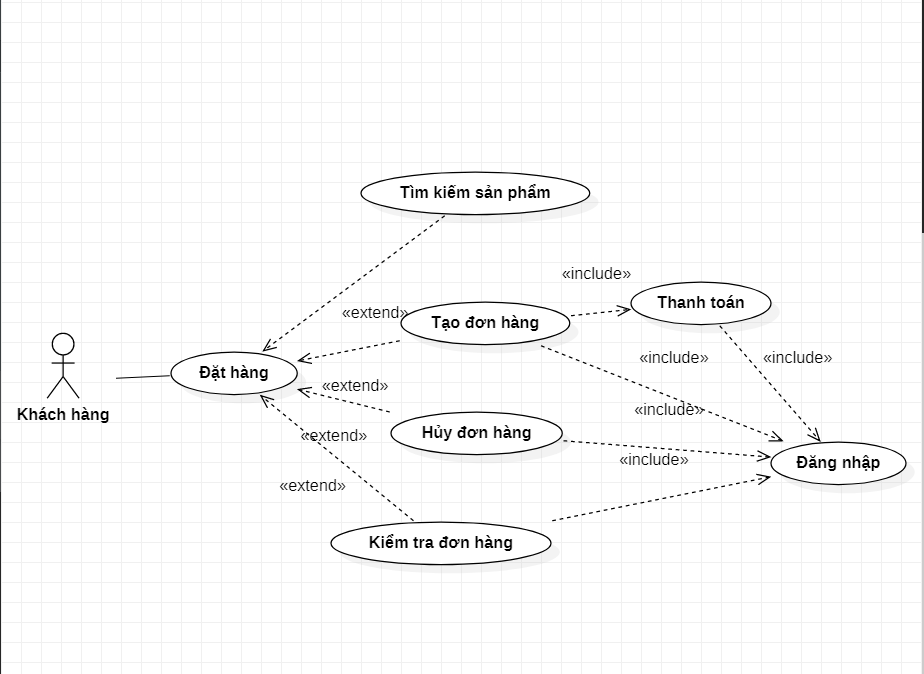 Tìm kiếm sản phẩm
«include»
Thanh toán
«extend»
Tạo đơn hàng
«include»
«include»
Đặt hàng
«extend»
Khách hàng
«include»
«extend»
Hủy đơn hàng
«include»
Đăng nhập
«extend»
Kiểm tra đơn hàng